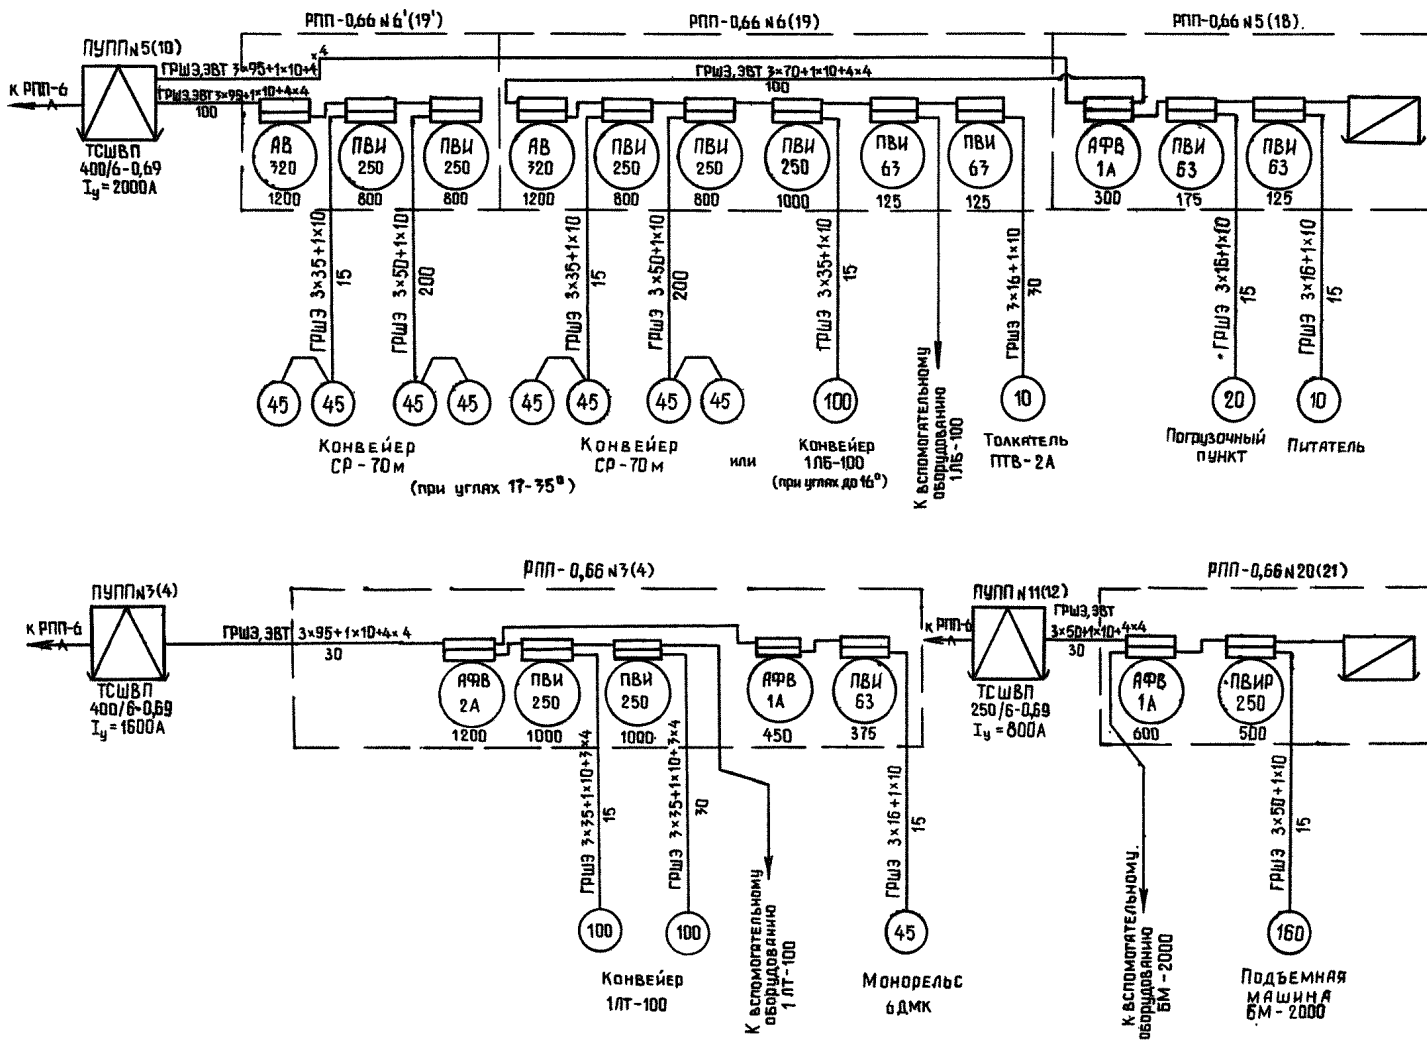 РПП-0,66 N 6'(19')
РПП-0,66 N 6(19)
РПП-0,66 N 5(18).
ПУПП N 5(10)
к РПП-6
ГРШЭ,ЭВТ 3×95+1×10+4×4
ГРШЭ,ЭВТ 3×95+1×10+4×4
100
ГРШЭ,ЭВТ 3×70+1×10+4×4
100
ТСШВП
400/6-0,69
Iу=2000А
АВ 320
1200
ПВИ 250
800
ПВИ 250
800
АВ 320
1200
ПВИ 250
800
ПВИ 250
800
ПВИ 250
1000
ПВИ 63
125
ПВИ 63
125
АФВ 1А
300
ПВИ 63
175
ПВИ 63
125
ГРШЭ 3×35+1×10
15
ГРШЭ 3×50+1×10
200
ГРШЭ 3×35+1×10
15
ГРШЭ 3×50+1×10
200
ГРШЭ 3×35+1×10
15
К вспомогательному
оборудованию
1ЛБ-100
ГРШЭ 3×16+1×10
30
ГРШЭ 3×16+1×10
15
ГРШЭ 3×16+1×10
15
45 45 45 45
45 45 45 45
100
10
20
10
Конвейер
СР-70м
Конвейер
СР-70м
(при углях 17-35°)
или
Конвейер
1ЛБ-100
(при углях до 16°)
Толкатель
ПТВ-2А
Погрузочный
пункт
Питатель
РПП-0,66 N 3(4)
РПП-0,66 N 20(21)
ПУПП N 3(4)
к РПП-6
ГРШЭ,ЭВТ 3×95+1×10+4×4
30
ТСШВП
400/6-0,69
Iу=1600А
АФВ 2А
1200
ПВИ 250
1000
ПВИ 250
1000
АФВ 1А
450
ПВИ 63
375
ГРШЭ 3×35+1×10+3×4
15
ГРШЭ 3×35+1×10+3×4
30
К вспомогательному
оборудованию
1ЛТ-100
ГРШЭ 3×16+1×10
15
100
100
45
Конвейер
1ЛТ-100
Монорельс
6ДМК
ПУПП N 11(12)
к РПП-6
ГРШЭ,ЭВТ
3×50+1×10+4×4
30
ТСШВП
250/6-0,69
Iу=800А
АФВ 1А
600
ПВИР 250
500
К вспомогательному.
оборудованию
БМ-2000
ГРШЭ 3×50+1×10
15
160
Подъемная
машина
БМ-2000